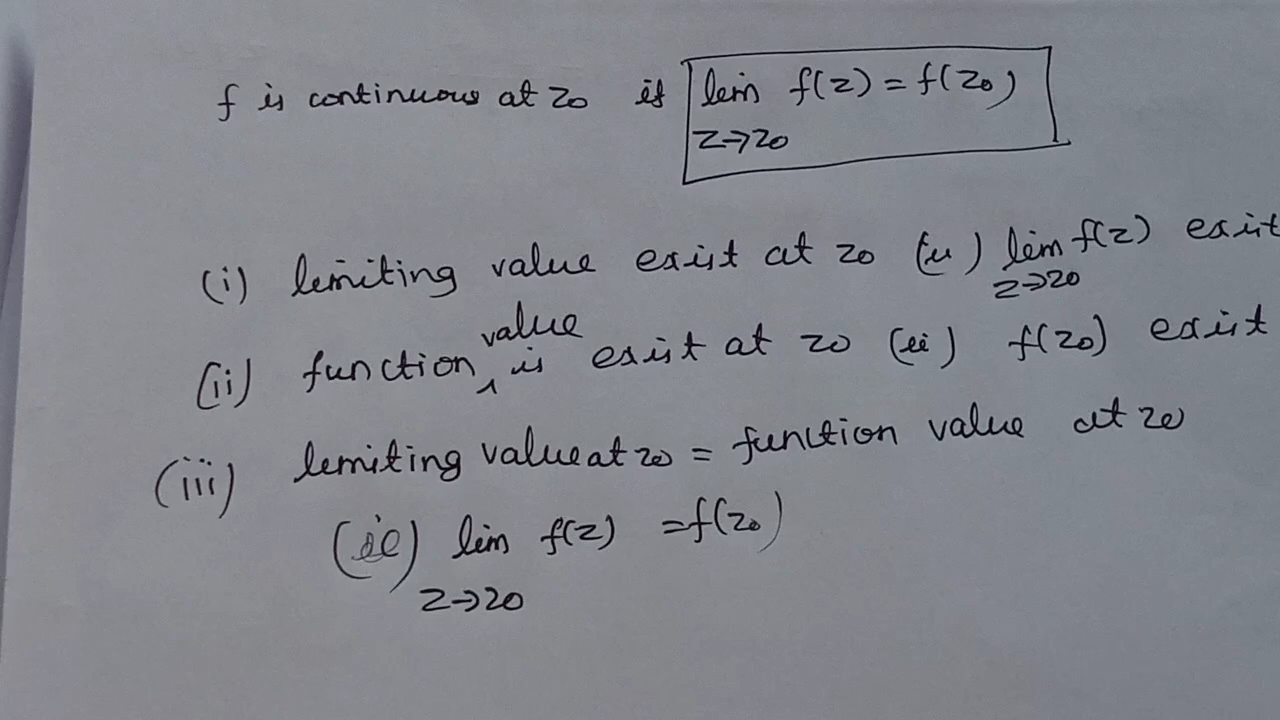 f is continuous at z0 if lim f(z) = f(z0)
z→z0
(i) limiting value exist at z0 (ie) lim f(z) exist
z→z0
(ii) function value is exist at z0 (ie) f(z0) exist
(iii) limiting value at z0 = function value at z0
(ie) lim f(z) = f(z0)
z→z0